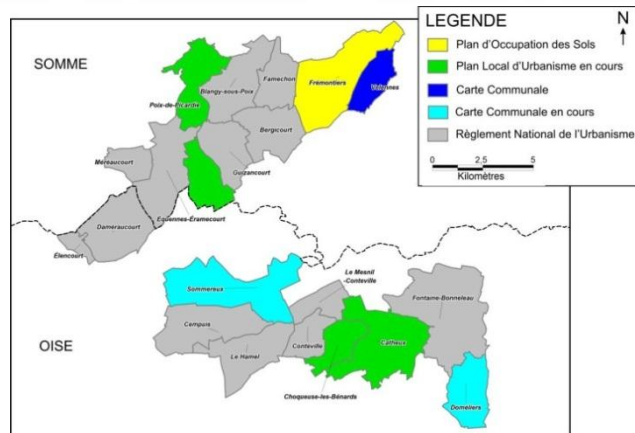 LEGENDE
N
Plan d'Occupation des Sols
Plan Local d'Urbanisme en cours
Carte Communale
Carte Communale en cours
Règlement National de l'Urbanisme
0 2,5 5
Kilomètres
SOMME
Famechon
Frémontiers
Velennes
Blangy-sous-Poix
Poix-de-Picardie
Bergicourt
Méreaucourt
Guizancourt
Equennes-Eramecourt
Daméraucourt
Elencourt
Le Mesnil
-Conteville
Sommereux
Fontaine-Bonneleau
Cempuis
OISE
Conteville
Catheux
Le Hamel
Choqueuse-les-Bénards
Doméliers